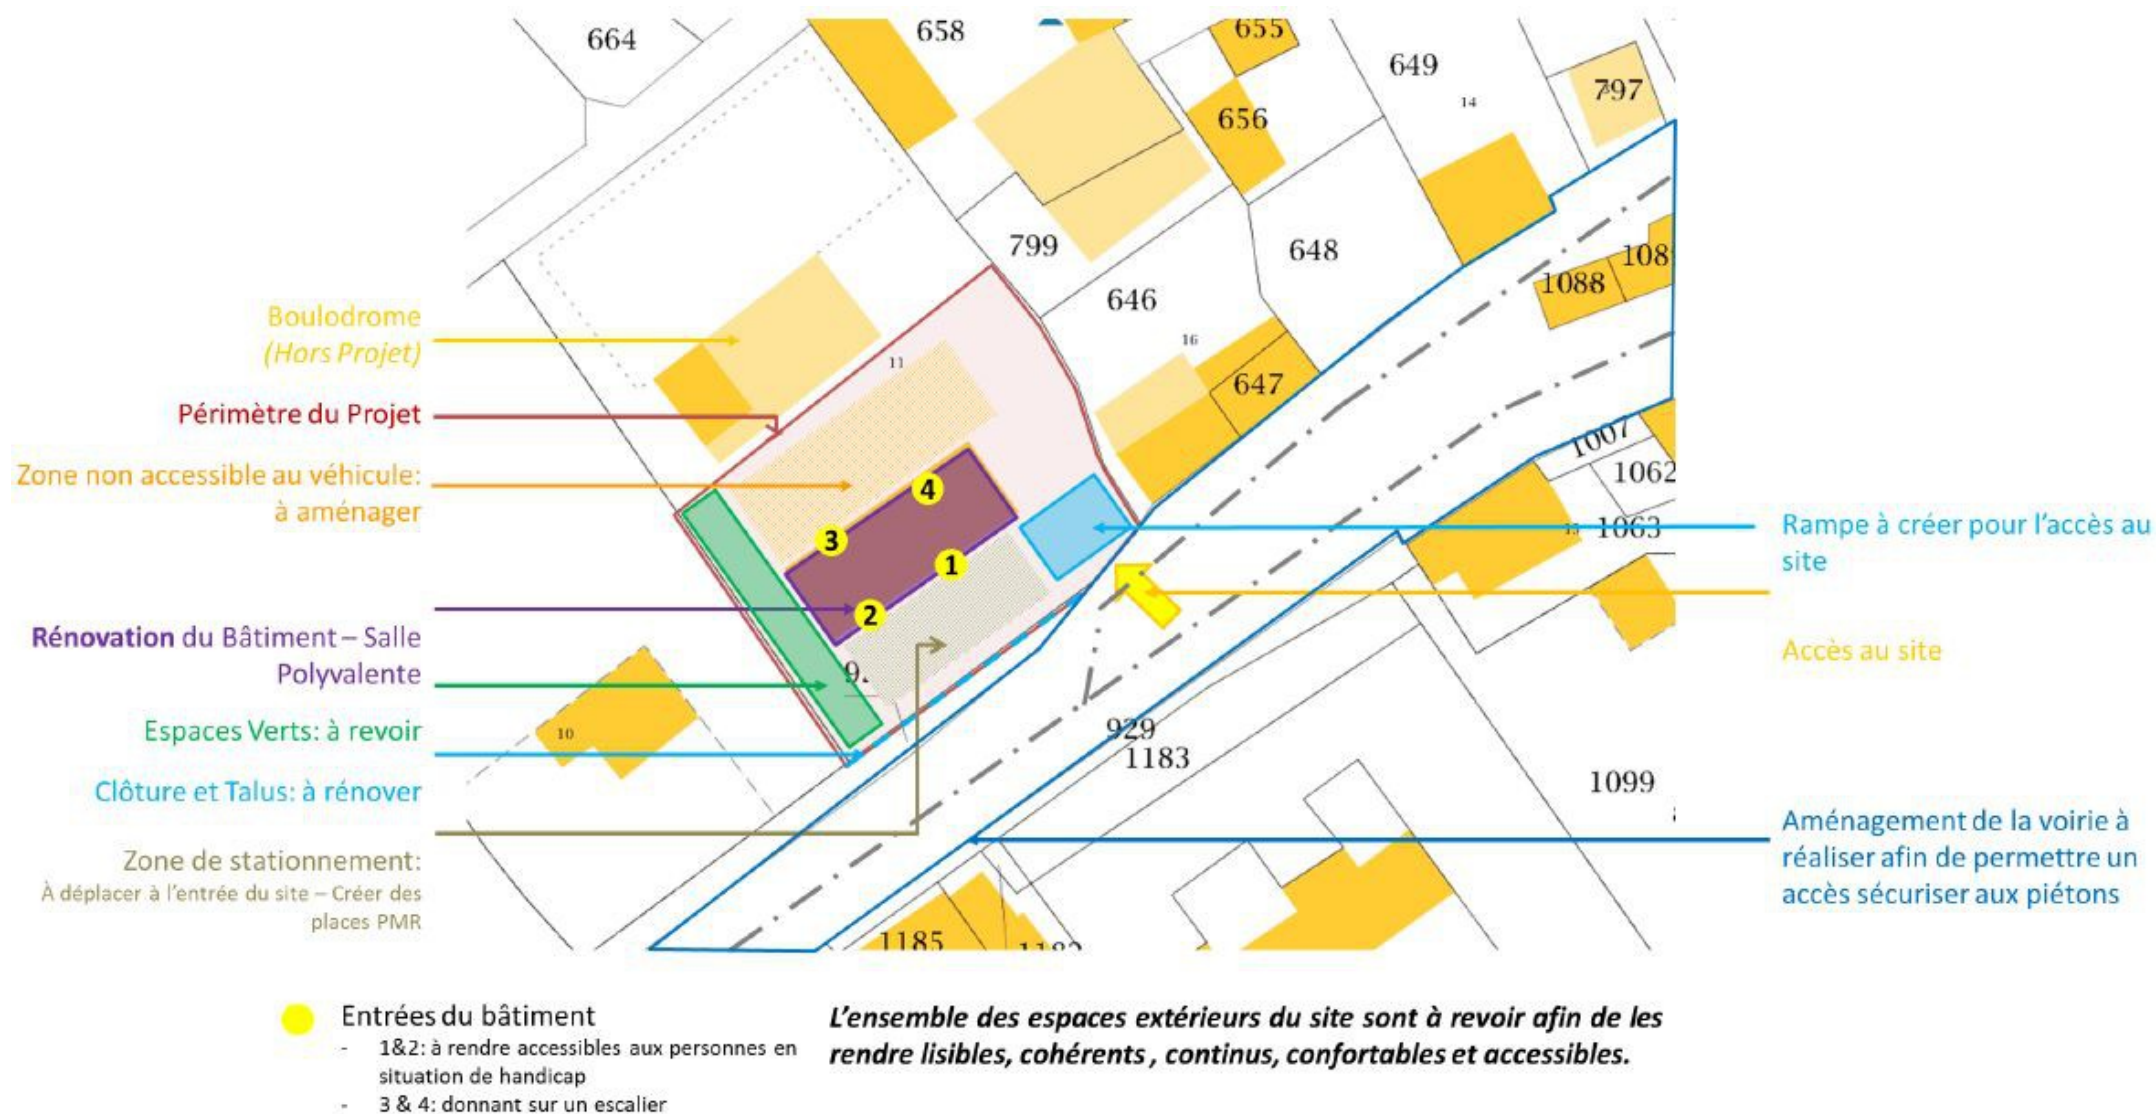 664
658
655
649
14
797
656
799
648
1088
108
646
16
11
647
1007
1062
1063
13
929
1183
1099
10
1185
Boulodrome
(Hors Projet)
Périmètre du Projet
Zone non accessible au véhicule:
à aménager
Rénovation du Bâtiment – Salle
Polyvalente
Espaces Verts: à revoir
Clôture et Talus: à rénover
Zone de stationnement:
À déplacer à l'entrée du site – Créer des
places PMR
3
4
1
2
Rampe à créer pour l'accès au
site
Accès au site
Aménagement de la voirie à
réaliser afin de permettre un
accès sécuriser aux piétons
Entrées du bâtiment
- 1&2: à rendre accessibles aux personnes en
situation de handicap
- 3 & 4: donnant sur un escalier
L'ensemble des espaces extérieurs du site sont à revoir afin de les
rendre lisibles, cohérents , continus, confortables et accessibles.